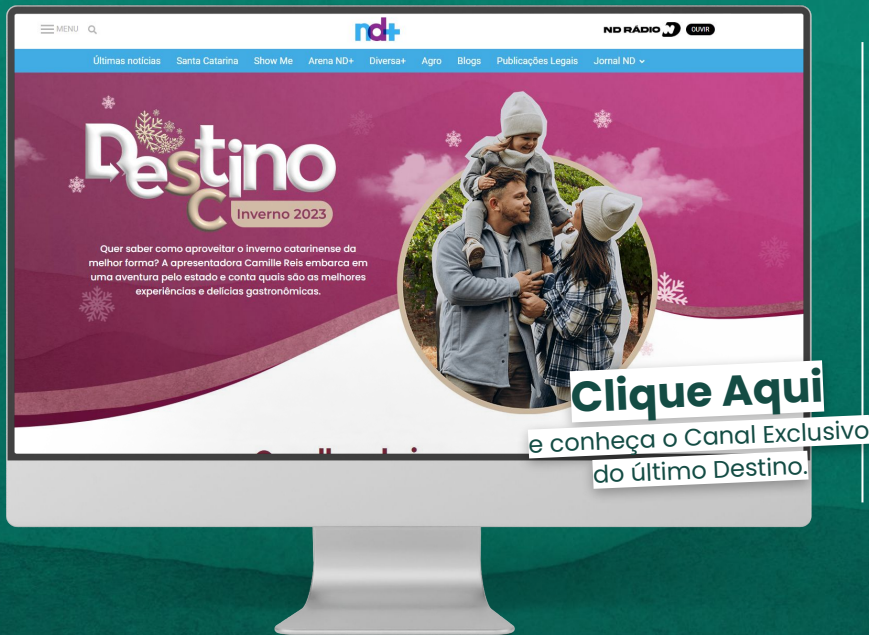 MENU
nd+
ND RÁDIO
OUVIR
Últimas notícias Santa Catarina Show Me Arena ND+ Diversa+ Agro Blogs Publicações Legais Jornal ND
Destino
SC
Inverno 2023
Quer saber como aproveitar o inverno catarinense da
melhor forma? A apresentadora Camille Reis embarca em
uma aventura pelo estado e conta quais são as melhores
experiências e delícias gastronômicas.
Clique Aqui
e conheça o Canal Exclusivo
do último Destino.